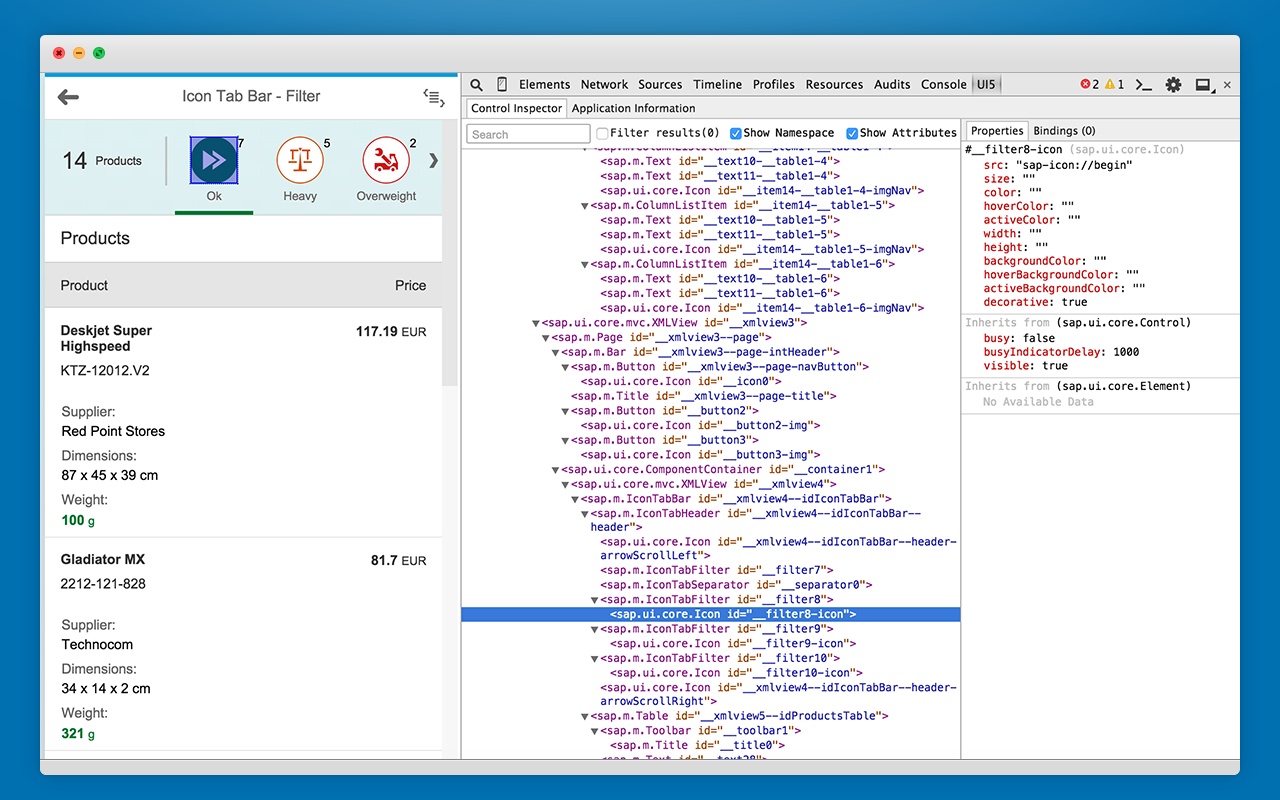 Icon Tab Bar - Filter
14 Products
7
Ok
5
Heavy
2
Overweight
Products
Product Price
Deskjet Super
Highspeed
117.19 EUR
KTZ-12012.V2
Supplier:
Red Point Stores
Dimensions:
87 x 45 x 39 cm
Weight:
100 g
Gladiator MX 81.7 EUR
2212-121-828
Supplier:
Technocom
Dimensions:
34 x 14 x 2 cm
Weight:
321 g
Elements Network Sources Timeline Profiles Resources Audits Console UI5 2 1
Control Inspector Application Information
Search Filter results(0) Show Namespace Show Attributes
<sap.m.ColumnListItem id="__item14-__table1-4">
<sap.m.Text id="__text10-__table1-4">
<sap.m.Text id="__text11-__table1-4">
<sap.ui.core.Icon id="__item14-__table1-4-imgNav">
<sap.m.ColumnListItem id="__item14-__table1-5">
<sap.m.Text id="__text10-__table1-5">
<sap.m.Text id="__text11-__table1-5">
<sap.ui.core.Icon id="__item14-__table1-5-imgNav">
<sap.m.ColumnListItem id="__item14-__table1-6">
<sap.m.Text id="__text10-__table1-6">
<sap.m.Text id="__text11-__table1-6">
<sap.ui.core.Icon id="__item14-__table1-6-imgNav">
<sap.ui.core.mvc.XMLView id="__xmlview3">
<sap.m.Page id="__xmlview3--page">
<sap.m.Bar id="__xmlview3--page-intHeader">
<sap.m.Button id="__xmlview3--page-navButton">
<sap.ui.core.Icon id="__icon0">
<sap.m.Title id="__xmlview3--page-title">
<sap.m.Button id="__button2">
<sap.ui.core.Icon id="__button2-img">
<sap.m.Button id="__button3">
<sap.ui.core.Icon id="__button3-img">
<sap.ui.core.ComponentContainer id="__container1">
<sap.ui.core.mvc.XMLView id="__xmlview4">
<sap.m.IconTabBar id="__xmlview4--idIconTabBar">
<sap.m.IconTabHeader id="__xmlview4--idIconTabBar--
header">
<sap.ui.core.Icon id="__xmlview4--idIconTabBar--header-
arrowScrollLeft">
<sap.m.IconTabFilter id="__filter7">
<sap.m.IconTabSeparator id="__separator0">
<sap.m.IconTabFilter id="__filter8">
<sap.ui.core.Icon id="__filter8-icon">
<sap.m.IconTabFilter id="__filter9">
<sap.ui.core.Icon id="__filter9-icon">
<sap.m.IconTabFilter id="__filter10">
<sap.ui.core.Icon id="__filter10-icon">
<sap.ui.core.Icon id="__xmlview4--idIconTabBar--header-
arrowScrollRight">
<sap.m.Table id="__xmlview5--idProductsTable">
<sap.m.Toolbar id="__toolbar1">
<sap.m.Title id="__title0">
<sap.m.Text id="__text28">
Properties Bindings (0)
#__filter8-icon (sap.ui.core.Icon)
src: "sap-icon://begin"
size: ""
color: ""
hoverColor: ""
activeColor: ""
width: ""
height: ""
backgroundColor: ""
hoverBackgroundColor: ""
activeBackgroundColor: ""
decorative: true
Inherits from (sap.ui.core.Control)
busy: false
busyIndicatorDelay: 1000
visible: true
Inherits from (sap.ui.core.Element)
No Available Data